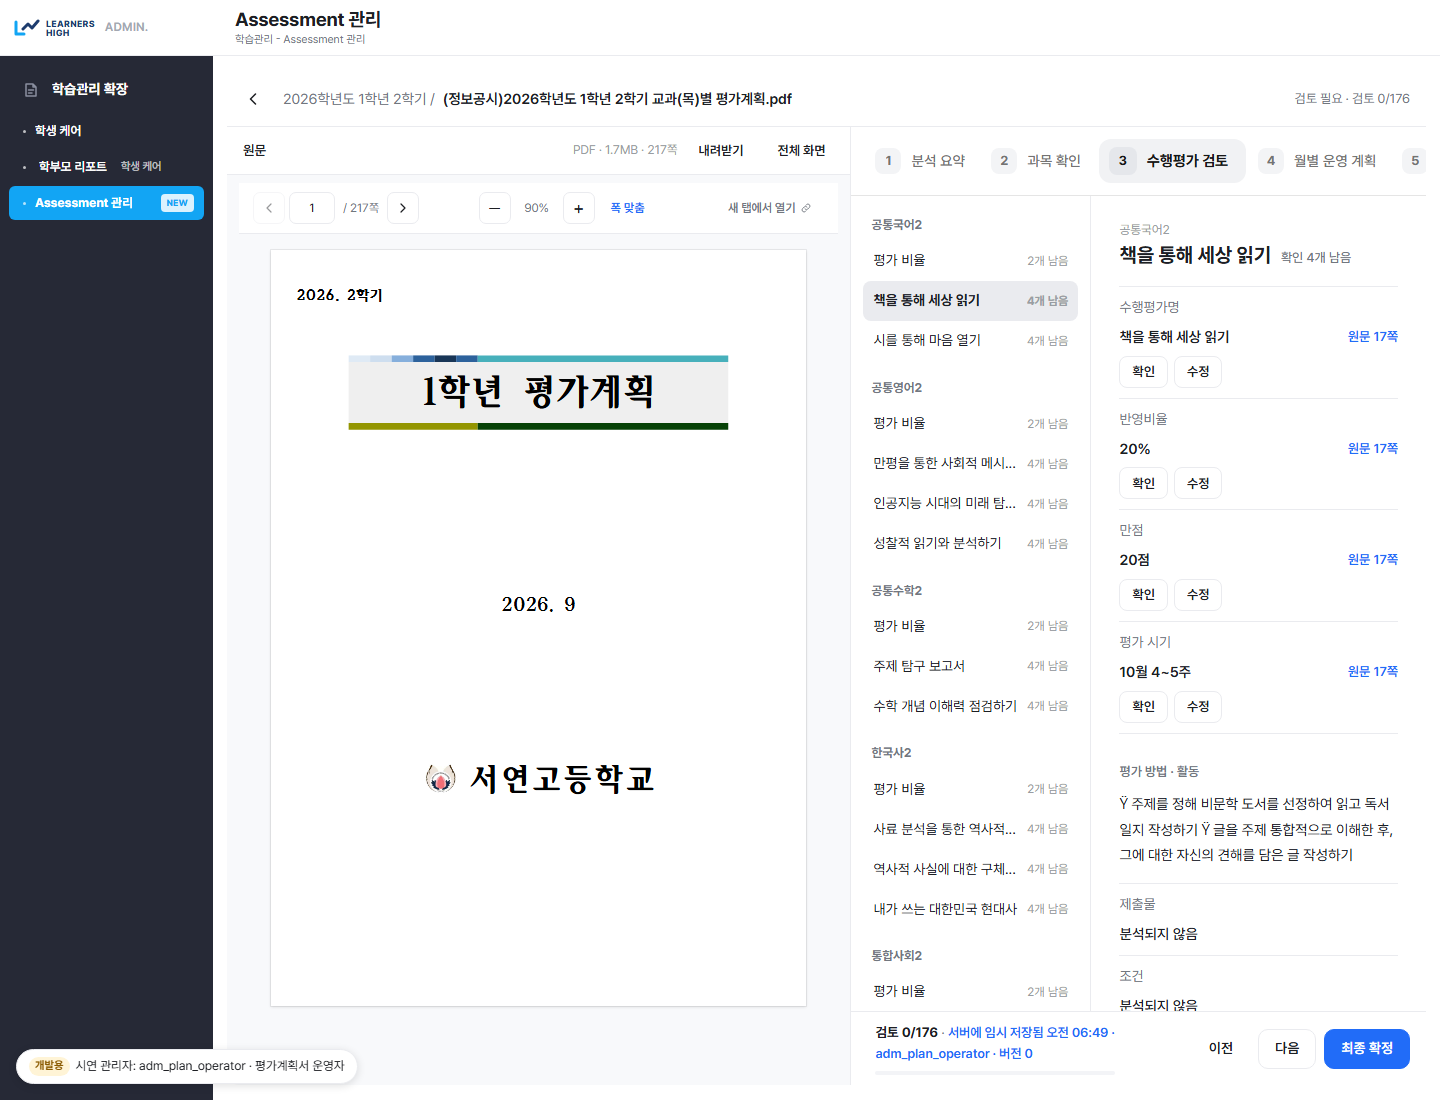 LEARNERS HIGH ADMIN.
Assessment 관리
학습관리 - Assessment 관리
학습관리 확장
학생 케어
학부모 리포트 학생 케어
Assessment 관리 NEW
2026학년도 1학년 2학기 / (정보공시)2026학년도 1학년 2학기 교과(목)별 평가계획.pdf
검토 필요 · 검토 0/176
원문
PDF · 1.7MB · 217쪽 내려받기 전체 화면
1 / 217쪽
90%
폭 맞춤
새 탭에서 열기
2026. 2학기
1학년 평가계획
2026. 9
서연고등학교
1 분석 요약
2 과목 확인
3 수행평가 검토
4 월별 운영 계획
5
공통국어2
평가 비율 2개 남음
책을 통해 세상 읽기 4개 남음
시를 통해 마음 열기 4개 남음
공통영어2
평가 비율 2개 남음
만평을 통한 사회적 메시... 4개 남음
인공지능 시대의 미래 탐... 4개 남음
성찰적 읽기와 분석하기 4개 남음
공통수학2
평가 비율 2개 남음
주제 탐구 보고서 4개 남음
수학 개념 이해력 점검하기 4개 남음
한국사2
평가 비율 2개 남음
사료 분석을 통한 역사적... 4개 남음
역사적 사실에 대한 구체... 4개 남음
내가 쓰는 대한민국 현대사 4개 남음
통합사회2
평가 비율 2개 남음
공통국어2
책을 통해 세상 읽기 확인 4개 남음
수행평가명
책을 통해 세상 읽기 원문 17쪽
확인 수정
반영비율
20% 원문 17쪽
확인 수정
만점
20점 원문 17쪽
확인 수정
평가 시기
10월 4~5주 원문 17쪽
확인 수정
평가 방법 · 활동
Ÿ 주제를 정해 비문학 도서를 선정하여 읽고 독서
일지 작성하기 Ÿ 글을 주제 통합적으로 이해한 후,
그에 대한 자신의 견해를 담은 글 작성하기
제출물
분석되지 않음
조건
분석되지 않음
검토 0/176 · 서버에 임시 저장됨 오전 06:49 ·
adm_plan_operator · 버전 0
이전 다음 최종 확정
개발용 시연 관리자: adm_plan_operator · 평가계획서 운영자